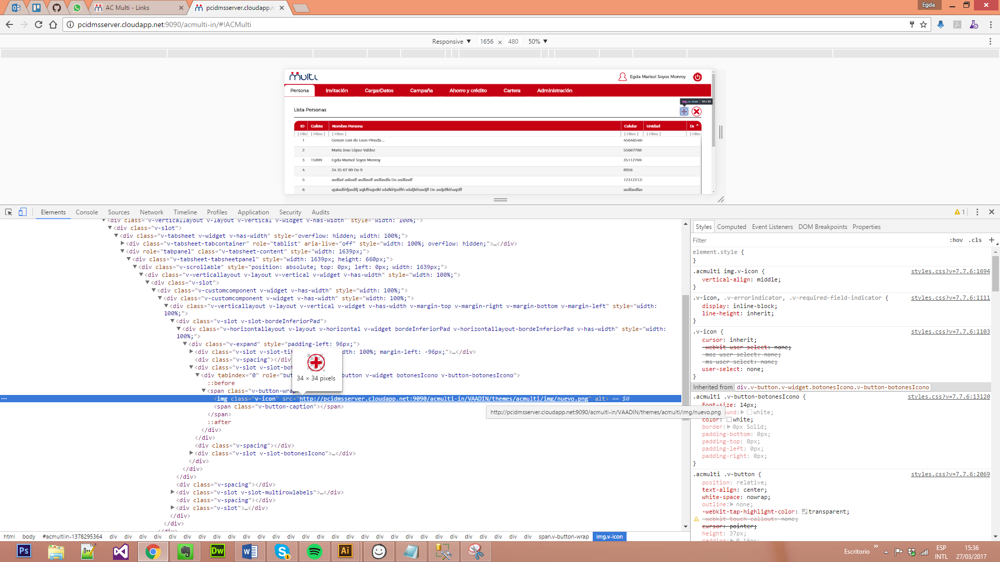 AC Multi - Links
pcidmsserver.cloudapp.n
Egda
pcidmsserver.cloudapp.net:9090/acmulti-in/#!ACMulti
Responsive ▼ 1656 × 480 50% ▼
multi
Egda Marisol Soyos Monroy
Persona Invitación CargarDatos Campaña Ahorro y crédito Cartera Administración
img.v-icon | 34×34
Lista Personas
ID Gafete Nombre Persona Celular Unidad
[ Filtr [ Filtro ] [ Filtro ] [ Filtro ] [ Filtro ] [ Filtro
1 Gerson Levi de Leon Pineda ... 456465464
2 Maria Jose López Valdez 55667788
3 15899 Egda Marisol Soyos Monroy 35112769
4 34 35 67 89 De 9 8956
5 asdfad asfasdf asdfasdf asdfasdfa De asdfasdf
6
Elements Console Sources Network Timeline Profiles Application Security Audits
1
<div class="v-verticallayout v-layout v-vertical v-widget v-has-width" style="width: 100%;">
<div class="v-slot">
<div class="v-tabsheet v-widget v-has-width" style="overflow: hidden; width: 100%;">
<div class="v-tabsheet-tabcontainer" role="tablist" aria-live="off" style="width: 100%; overflow: hidden;">…</div>
<div role="tabpanel" class="v-tabsheet-content" style="width: 1639px;">
<div class="v-tabsheet-tabsheetpanel" style="width: 1639px; height: 660px;">
<div class="v-scrollable" style="position: absolute; top: 0px; left: 0px; width: 1639px;">
<div class="v-verticallayout v-layout v-vertical v-widget v-has-width" style="width: 100%;">
<div class="v-slot">
<div class="v-customcomponent v-widget v-has-width" style="width: 100%;">
<div class="v-customcomponent v-widget v-has-width" style="width: 100%;">
<div class="v-verticallayout v-layout v-vertical v-widget v-has-width v-margin-top v-margin-right v-margin-bottom v-margin-left" style="width:
100%;">
<div class="v-slot v-slot-bordeInferiorPad">
<div class="v-horizontallayout v-layout v-horizontal v-widget bordeInferiorPad v-horizontallayout-bordeInferiorPad v-has-width" style="width:
100%;">
<div class="v-expand" style="padding-left: 96px;">
<div class="v-slot v-slot-tit dth: 100%; margin-left: -96px;">…</div>
<div class="v-spacing"></div>
<div class="v-slot v-slot-bot
<div tabindex="0" role="but button v-widget botonesIcono v-button-botonesIcono">
::before
<span class="v-button-wrap
34 × 34 pixels
<img class="v-icon" src="http://pcidmsserver.cloudapp.net:9090/acmulti-in/VAADIN/themes/acmulti/img/nuevo.png" alt> == $0
<span class="v-button-caption"></span>
http://pcidmsserver.cloudapp.net:9090/acmulti-in/VAADIN/themes/acmulti/img/nuevo.png
</span>
::after
</div>
</div>
<div class="v-spacing"></div>
<div class="v-slot v-slot-botonesIcono">…</div>
</div>
</div>
</div>
<div class="v-spacing"></div>
<div class="v-slot v-slot-multirowlabels">…</div>
<div class="v-spacing"></div>
<div class="v-slot">…</div>
</div>
</div>
html body #acmultiin-1378295364 div div div div div div div div div div div div div div div div div div div div div div div div div div div div span.v-button-wrap img.v-icon
Styles Computed Event Listeners DOM Breakpoints Properties
Filter :hov .cls +
element.style {
}
.acmulti img.v-icon { styles.css?v=7.7.6:1694
vertical-align: middle;
}
.v-icon, .v-errorindicator, .v-required-field-indicator { styles.css?v=7.7.6:1111
display: inline-block;
line-height: inherit;
}
.v-icon { styles.css?v=7.7.6:1103
cursor: inherit;
-webkit-user-select: none;
-moz-user-select: none;
-ms-user-select: none;
user-select: none;
}
Inherited from div.v-button.v-widget.botonesIcono.v-button-botonesIcono
.acmulti .v-button-botonesIcono { styles.css?v=7.7.6:13120
font-size: 14px;
ound: white;
color: white;
border: 0px Solid;
padding-bottom: 0px;
padding-top: 0px;
padding-left: 0px;
padding-right: 0px;
}
.acmulti .v-button { styles.css?v=7.7.6:2069
position: relative;
text-align: center;
white-space: nowrap;
outline: none;
-webkit-tap-highlight-color: transparent;
-webkit-touch-callout: none;
cursor: pointer;
height: 37px;
padding: 0 16px;
Ps Dw W S 1 Ai
Escritorio » ESP INTL 15:36 27/03/2017